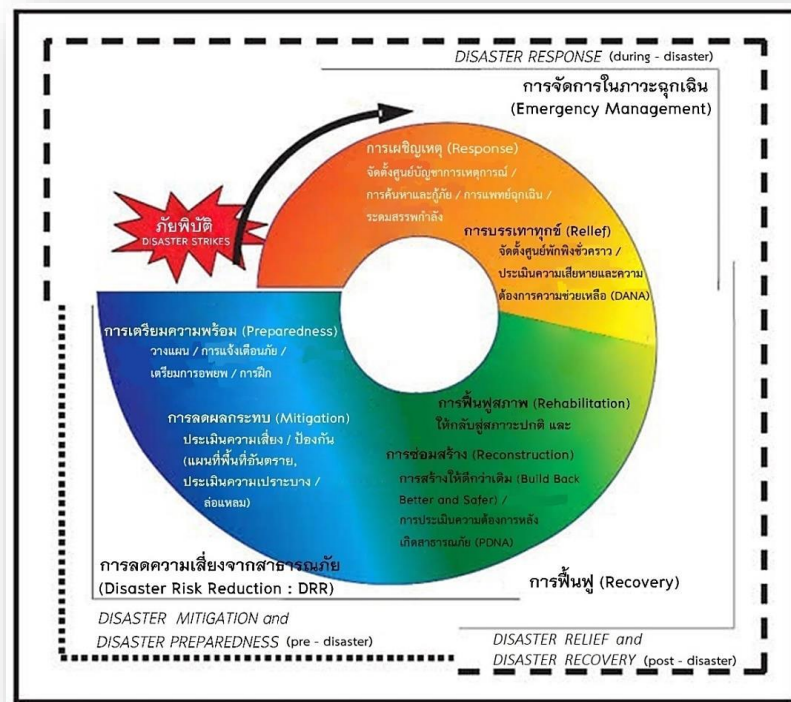 DISASTER RESPONSE (during - disaster)
การจัดการในภาวะฉุกเฉิน
(Emergency Management)
การเผชิญเหตุ (Response)
จัดตั้งศูนย์บัญชาการเหตุการณ์ /
การค้นหาและกู้ภัย / การแพทย์ฉุกเฉิน /
ระดมสรรพกำลัง
ภัยพิบัติ
DISASTER STRIKES
การบรรเทาทุกข์ (Relief)
จัดตั้งศูนย์พักพิงชั่วคราว /
ประเมินความเสียหายและความ
ต้องการความช่วยเหลือ (DANA)
การเตรียมความพร้อม (Preparedness)
วางแผน / การแจ้งเตือนภัย /
เตรียมการอพยพ / การฝึก
การลดผลกระทบ (Mitigation)
ประเมินความเสี่ยง / ป้องกัน
(แผนที่พื้นที่อันตราย,
ประเมินความเปราะบาง /
ล่อแหลม)
การฟื้นฟูสภาพ (Rehabilitation)
ให้กลับสู่สภาวะปกติ และ
การซ่อมสร้าง (Reconstruction)
การสร้างให้ดีกว่าเดิม (Build Back
Better and Safer) /
การประเมินความต้องการหลัง
เกิดสาธารณภัย (PDNA)
การลดความเสี่ยงจากสาธารณภัย
(Disaster Risk Reduction : DRR)
การฟื้นฟู (Recovery)
DISASTER MITIGATION and
DISASTER PREPAREDNESS (pre - disaster)
DISASTER RELIEF and
DISASTER RECOVERY (post - disaster)